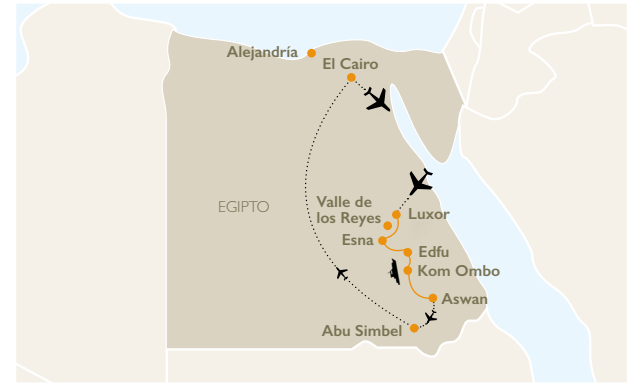 Alejandría
El Cairo
EGIPTO
Valle de
los Reyes
Luxor
Esna
Edfu
Kom Ombo
Aswan
Abu Simbel